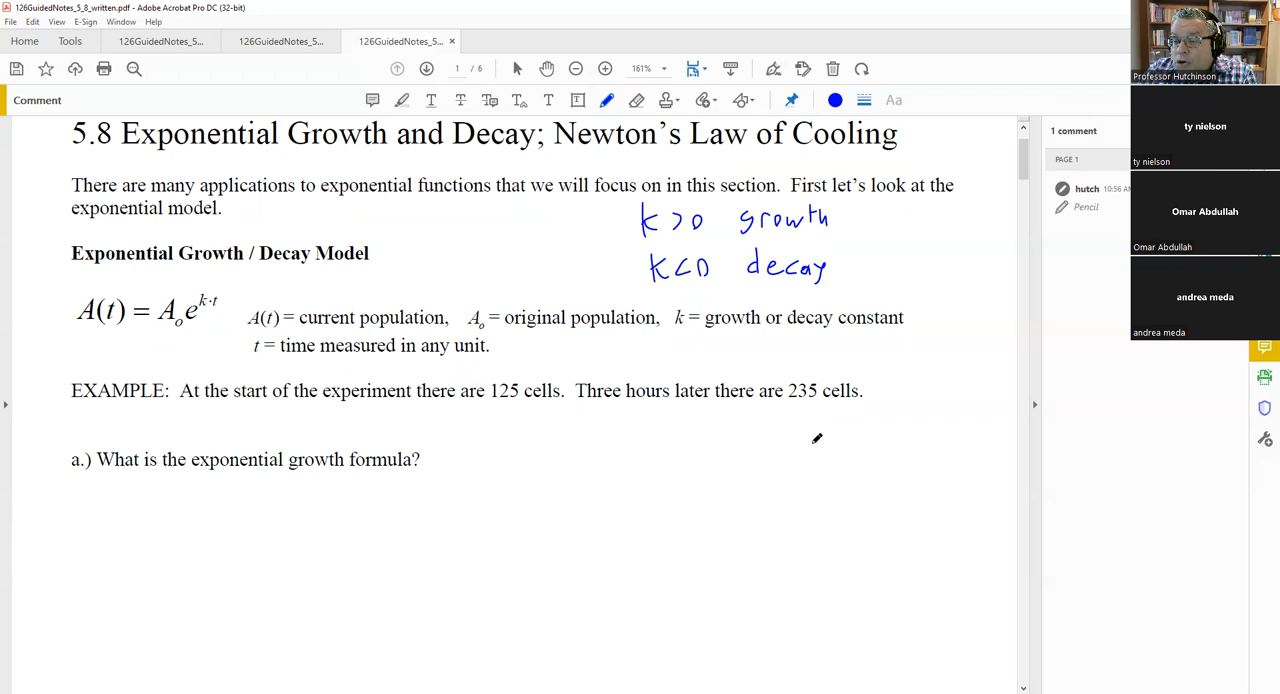 126GuidedNotes_5_8_written.pdf - Adobe Acrobat Pro DC (32-bit)
File Edit View E-Sign Window Help
Home Tools 126GuidedNotes_5... 126GuidedNotes_5... 126GuidedNotes_5... ×
1 / 6 161%
Comment Aa
5.8 Exponential Growth and Decay; Newton's Law of Cooling
There are many applications to exponential functions that we will focus on in this section. First let's look at the
exponential model.
k>0 growth
Exponential Growth / Decay Model
k<0 decay
A(t) = Aₒe^(k·t) A(t) = current population, Aₒ = original population, k = growth or decay constant
t = time measured in any unit.
EXAMPLE: At the start of the experiment there are 125 cells. Three hours later there are 235 cells.
a.) What is the exponential growth formula?
1 comment
PAGE 1
hutch 10:56 AM
Pencil
Professor Hutchinson
ty nielson
ty nielson
Omar Abdullah
Omar Abdullah
andrea meda
andrea meda